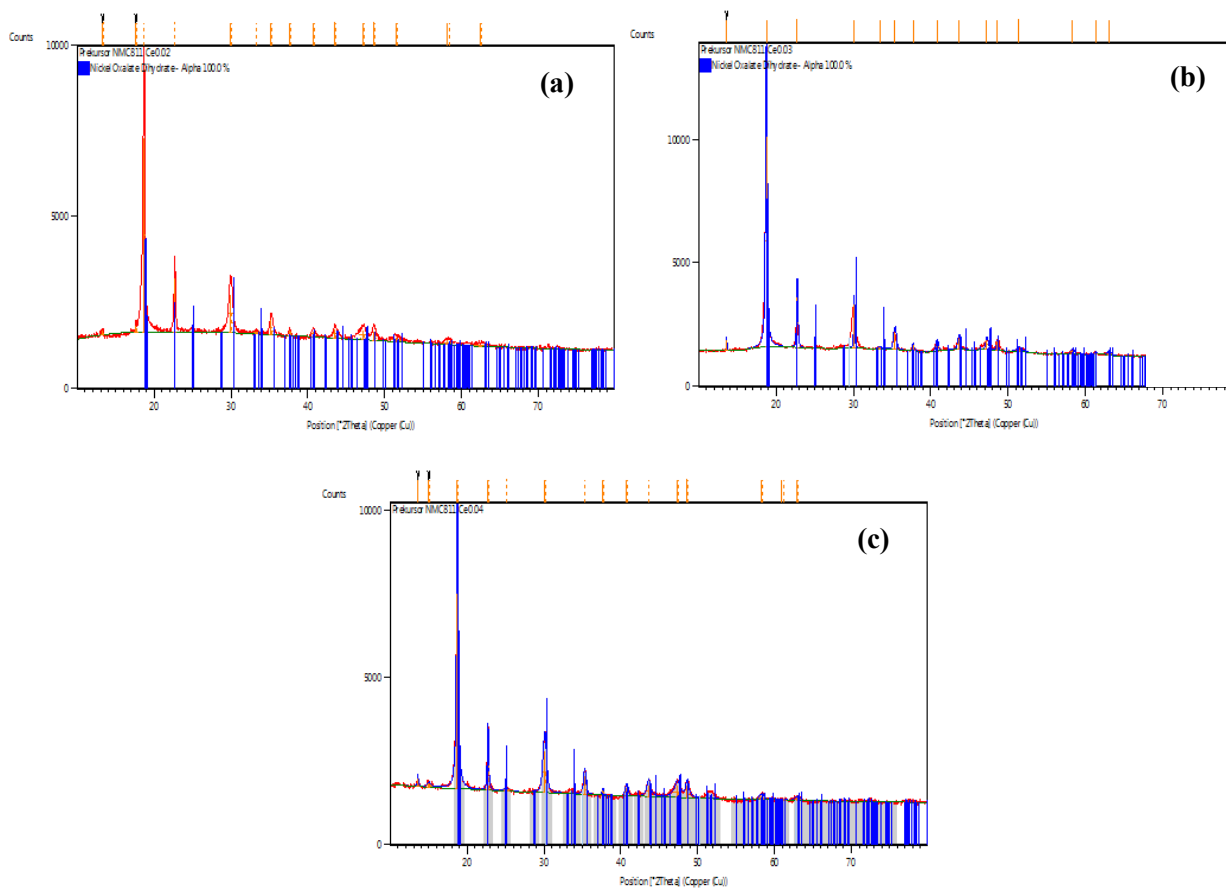 Counts
10000
Prekursor NMC811 Ce0.02
Nickel Oxalate Dihydrate - Alpha 100.0 %
(a)
5000
0
20 30 40 50 60 70
Position [°2Theta] (Copper (Cu))
Counts
Prekursor NMC811 Ce0.03
Nickel Oxalate Dihydrate - Alpha 100.0 %
(b)
10000
5000
0
20 30 40 50 60 70
Position [°2Theta] (Copper (Cu))
Counts
10000
Prekursor NMC811 Ce0.04
(c)
5000
0
20 30 40 50 60 70
Position [°2Theta] (Copper (Cu))